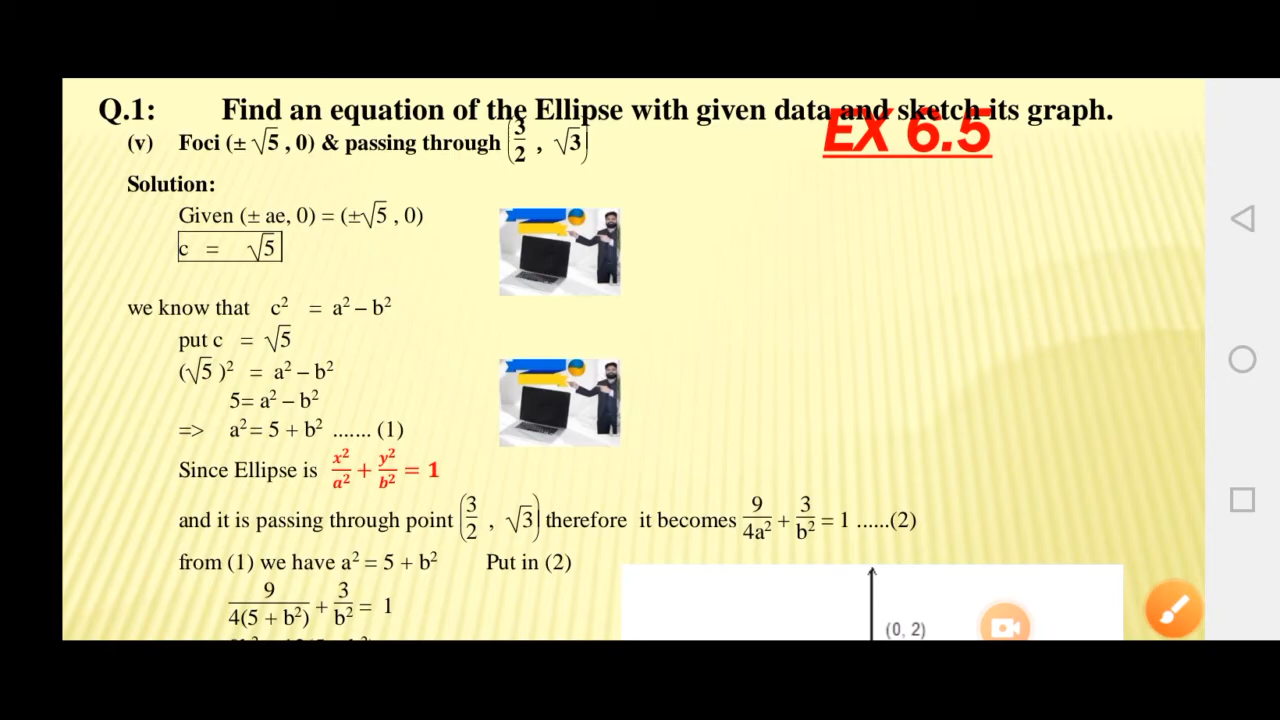 Q.1: Find an equation of the Ellipse with given data and sketch its graph.
EX 6.5
(v) Foci (± √5 , 0) & passing through (3/2 , √3)
Solution:
Given (± ae, 0) = (±√5 , 0)
c = √5
we know that c² = a² – b²
put c = √5
(√5 )² = a² – b²
5= a² – b²
=> a² = 5 + b² ....... (1)
Since Ellipse is x²/a² + y²/b² = 1
and it is passing through point (3/2 , √3) therefore it becomes 9/4a² + 3/b² = 1 ......(2)
from (1) we have a² = 5 + b² Put in (2)
9/4(5 + b²) + 3/b² = 1
(0, 2)